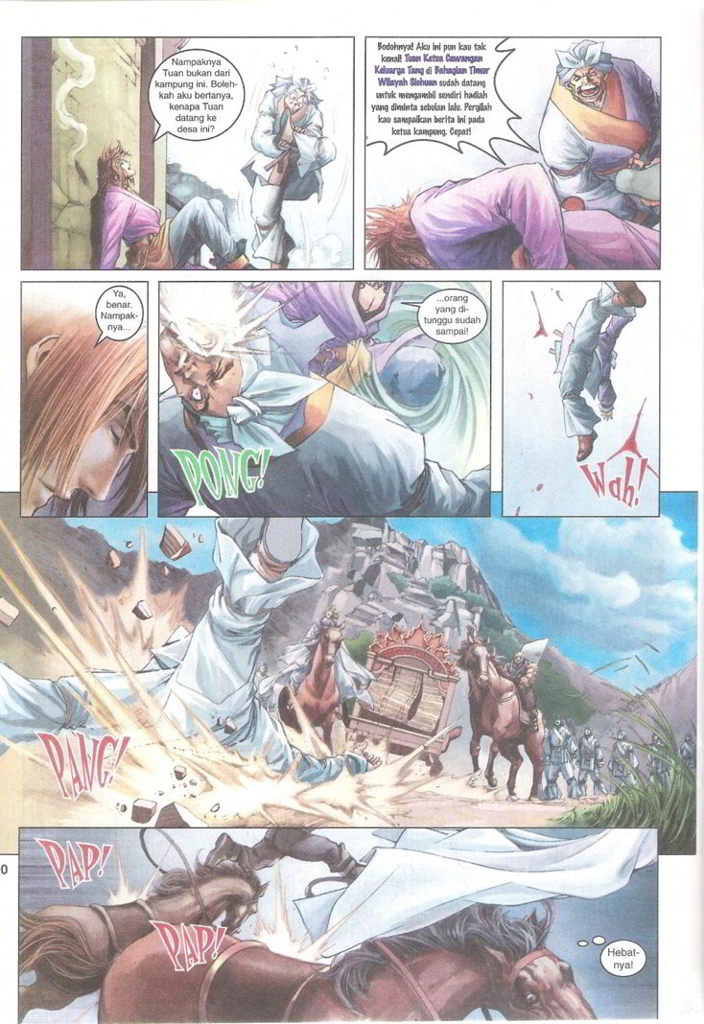 Nampaknya
Tuan bukan dari
kampung ini. Boleh-
kah aku bertanya,
kenapa Tuan
datang ke
desa ini?
Bodohnya! Aku ini pun kau tak
kenal! Tuan Ketua Cawangan
Keluarga Tang di Bahagian Timur
Wilayah Sichuan sudah datang
untuk mengambil sendiri hadiah
yang diminta sebulan lalu. Pergilah
kau sampaikan berita ini pada
ketua kampung. Cepat!
Ya,
benar.
Nampak-
nya...
...orang
yang di-
tunggu sudah
sampai!
PONG!
Wah!
PANG!
PAP!
PAP!
Hebat-
nya!
0